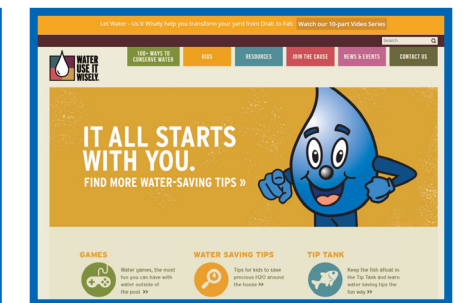 Let Water - Use It Wisely help you transform your yard from Drab to Fab Watch our 10-part Video Series
Search
WATER
USE IT
WISELY.
100+ WAYS TO
CONSERVE WATER
KIDS
RESOURCES
JOIN THE CAUSE
NEWS & EVENTS
CONTACT US
IT ALL STARTS
WITH YOU.
FIND MORE WATER-SAVING TIPS »
GAMES
Water games, the most
fun you can have with
water outside of
the pool >>
WATER SAVING TIPS
Tips for kids to save
precious H2O around
the house >>
TIP TANK
Keep the fish afloat in
the Tip Tank and learn
water saving tips the
fun way >>